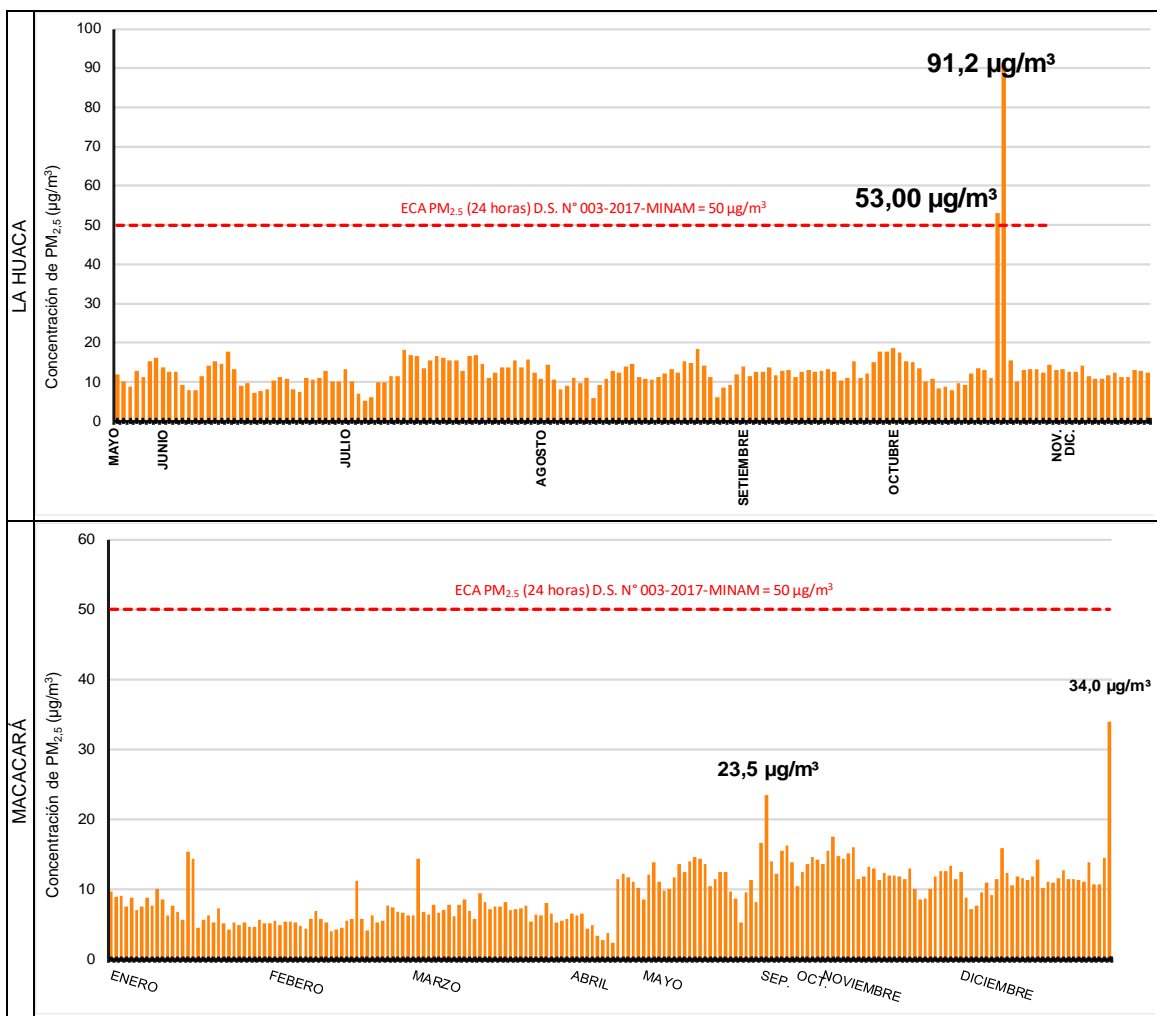 LA HUACA
Concentración de PM2,5 (µg/m³)
100
90
80
70
60
50
40
30
20
10
0
91,2 µg/m³
53,00 µg/m³
ECA PM2.5 (24 horas) D.S. N° 003-2017-MINAM = 50 µg/m³
MAYO
JUNIO
JULIO
AGOSTO
SETIEMBRE
OCTUBRE
NOV.
DIC.
MACACARÁ
Concentración de PM2,5 (µg/m³)
60
50
40
30
20
10
0
ECA PM2.5 (24 horas) D.S. N° 003-2017-MINAM = 50 µg/m³
34,0 µg/m³
23,5 µg/m³
ENERO
FEBERO
MARZO
ABRIL
MAYO
SEP.
OCT.
NOVIEMBRE
DICIEMBRE